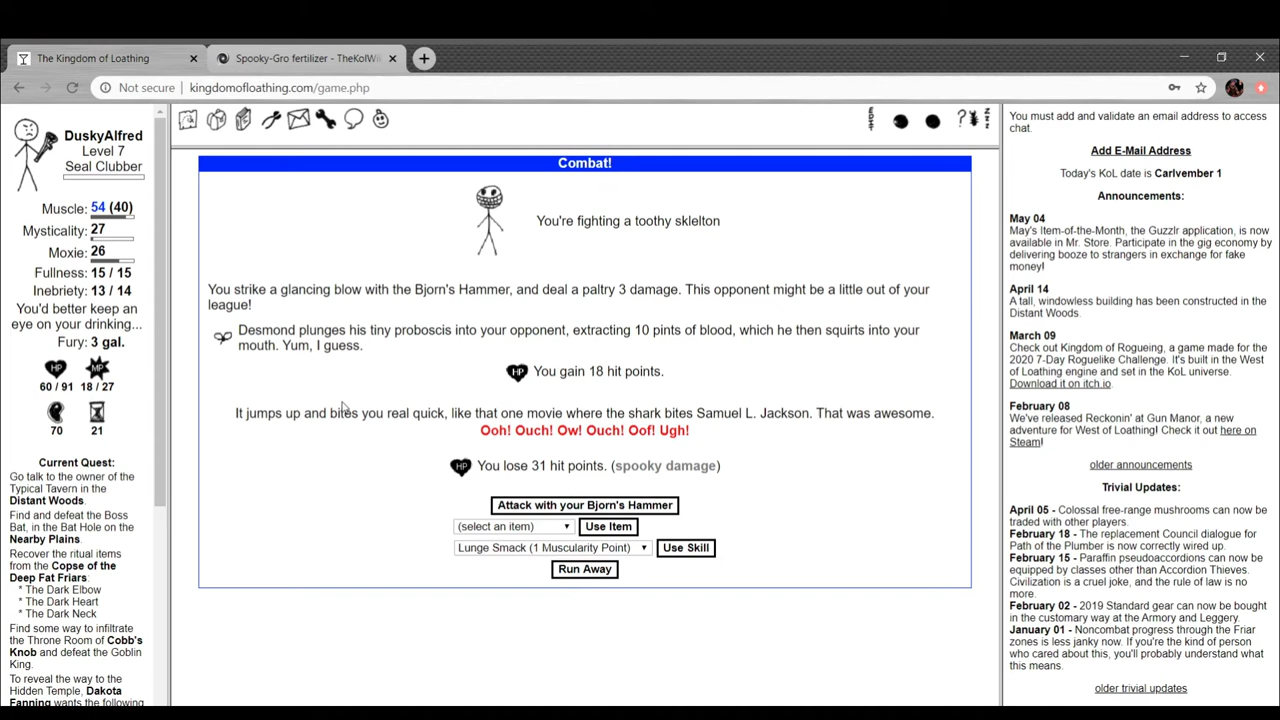 The Kingdom of Loathing
Spooky-Gro fertilizer - TheKolWi
Not secure
kingdomofloathing.com/game.php
DuskyAlfred
Level 7
Seal Clubber
Muscle: 54 (40)
Mysticality: 27
Moxie: 26
Fullness: 15 / 15
Inebriety: 13 / 14
You'd better keep an
eye on your drinking...
Fury: 3 gal.
HP MP
60 / 91 18 / 27
70 21
Current Quest:
Go talk to the owner of the
Typical Tavern in the
Distant Woods.
Find and defeat the Boss
Bat, in the Bat Hole on the
Nearby Plains.
Recover the ritual items
from the Copse of the
Deep Fat Friars:
* The Dark Elbow
* The Dark Heart
* The Dark Neck
Find some way to infiltrate
the Throne Room of Cobb's
Knob and defeat the Goblin
King.
To reveal the way to the
Hidden Temple, Dakota
Fanning wants the following
Combat!
You're fighting a toothy sklelton
You strike a glancing blow with the Bjorn's Hammer, and deal a paltry 3 damage. This opponent might be a little out of your
league!
Desmond plunges his tiny proboscis into your opponent, extracting 10 pints of blood, which he then squirts into your
mouth. Yum, I guess.
HP You gain 18 hit points.
It jumps up and bites you real quick, like that one movie where the shark bites Samuel L. Jackson. That was awesome.
Ooh! Ouch! Ow! Ouch! Oof! Ugh!
HP You lose 31 hit points. (spooky damage)
Attack with your Bjorn's Hammer
(select an item) Use Item
Lunge Smack (1 Muscularity Point) Use Skill
Run Away
You must add and validate an email address to access
chat.
Add E-Mail Address
Today's KoL date is Carlvember 1
Announcements:
May 04
May's Item-of-the-Month, the Guzzlr application, is now
available in Mr. Store. Participate in the gig economy by
delivering booze to strangers in exchange for fake
money!
April 14
A tall, windowless building has been constructed in the
Distant Woods.
March 09
Check out Kingdom of Rogueing, a game made for the
2020 7-Day Roguelike Challenge. It's built in the West
of Loathing engine and set in the KoL universe.
Download it on itch.io.
February 08
We've released Reckonin' at Gun Manor, a new
adventure for West of Loathing! Check it out here on
Steam!
older announcements
Trivial Updates:
April 05 - Colossal free-range mushrooms can now be
traded with other players.
February 18 - The replacement Council dialogue for
Path of the Plumber is now correctly wired up.
February 15 - Paraffin pseudoaccordions can now be
equipped by classes other than Accordion Thieves.
Civilization is a cruel joke, and the rule of law is no
more.
February 02 - 2019 Standard gear can now be bought
in the customary way at the Armory and Leggery.
January 01 - Noncombat progress through the Friar
zones is less janky now. If you're the kind of person
who cared about this, you'll probably understand what
this means.
older trivial updates